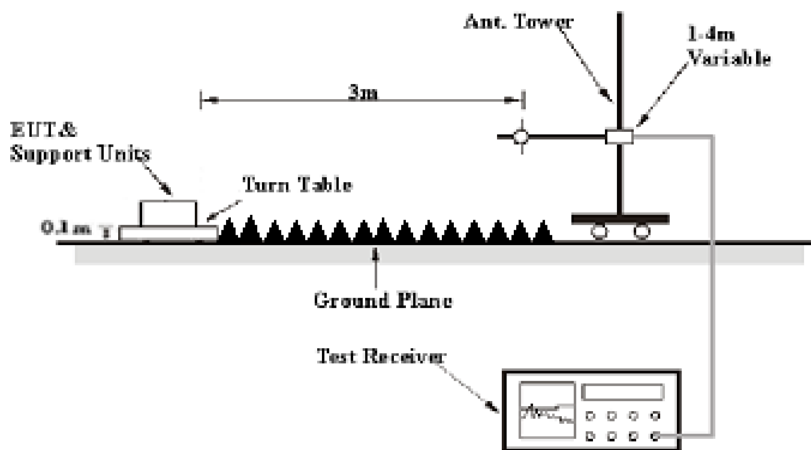 Ant. Tower
1-4m
Variable
3m
EUT&
Support Units
Turn Table
0.1m
Ground Plane
Test Receiver